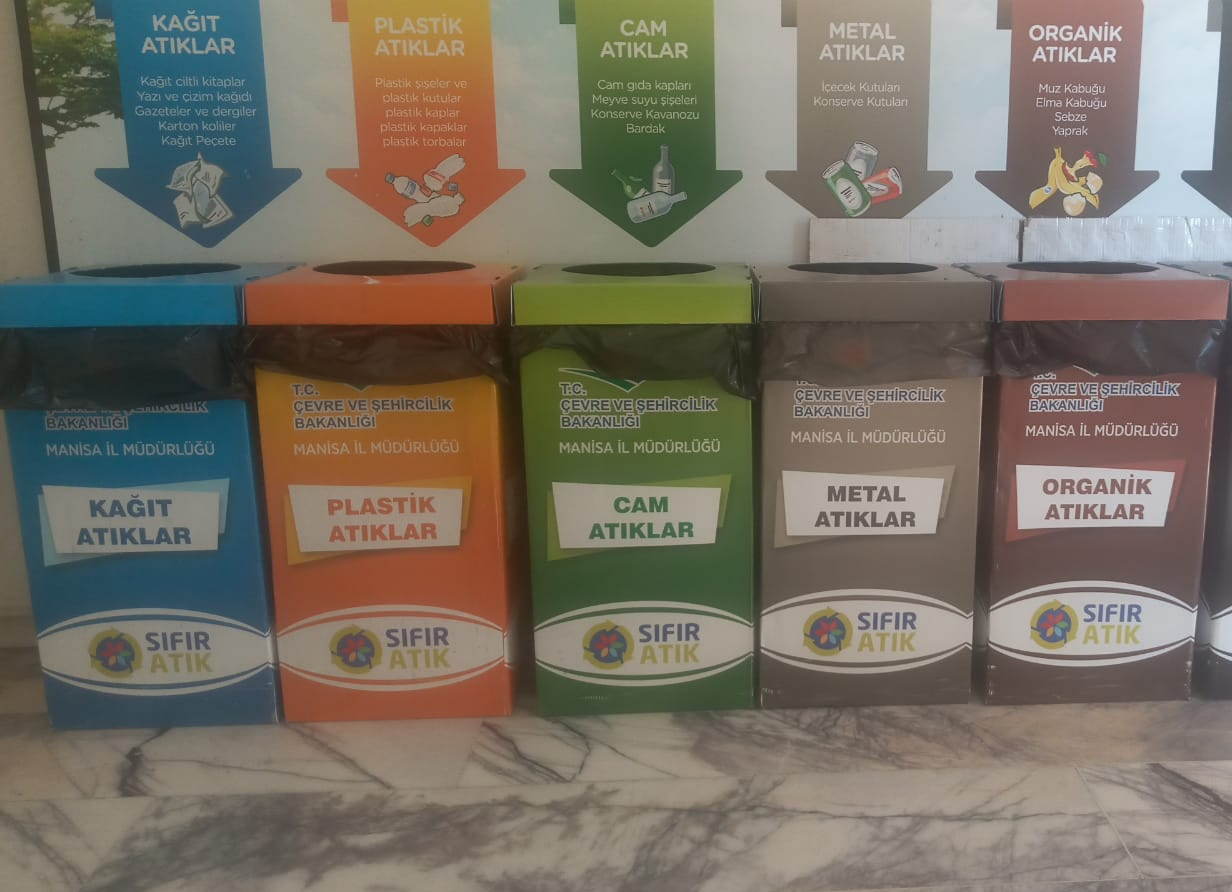 KAĞIT
ATIKLAR
Kağıt ciltli kitaplar
Yazı ve çizim kağıdı
Gazeteler ve dergiler
Karton koliler
Kağıt Peçete
PLASTİK
ATIKLAR
Plastik şişeler ve
plastik kutular
plastik kaplar
plastik kapaklar
plastik torbalar
CAM
ATIKLAR
Cam gıda kapları
Meyve suyu şişeleri
Konserve Kavanozu
Bardak
METAL
ATIKLAR
İçecek Kutuları
Konserve Kutuları
ORGANİK
ATIKLAR
Muz Kabuğu
Elma Kabuğu
Sebze
Yaprak
ÇEVRE VE ŞEHİRCİLİK
BAKANLIĞI
MANİSA İL MÜDÜRLÜĞÜ
KAĞIT
ATIKLAR
SIFIR
ATIK
T.C.
ÇEVRE VE ŞEHİRCİLİK
BAKANLIĞI
MANİSA İL MÜDÜRLÜĞÜ
PLASTİK
ATIKLAR
SIFIR
ATIK
T.C.
ÇEVRE VE ŞEHİRCİLİK
BAKANLIĞI
MANİSA İL MÜDÜRLÜĞÜ
CAM
ATIKLAR
SIFIR
ATIK
ÇEVRE VE ŞEHİRCİLİK
BAKANLIĞI
MANİSA İL MÜDÜRLÜĞÜ
METAL
ATIKLAR
SIFIR
ATIK
T.C.
ÇEVRE VE ŞEHİRCİLİK
BAKANLIĞI
MANİSA İL MÜDÜRLÜĞÜ
ORGANİK
ATIKLAR
SIFIR
ATIK